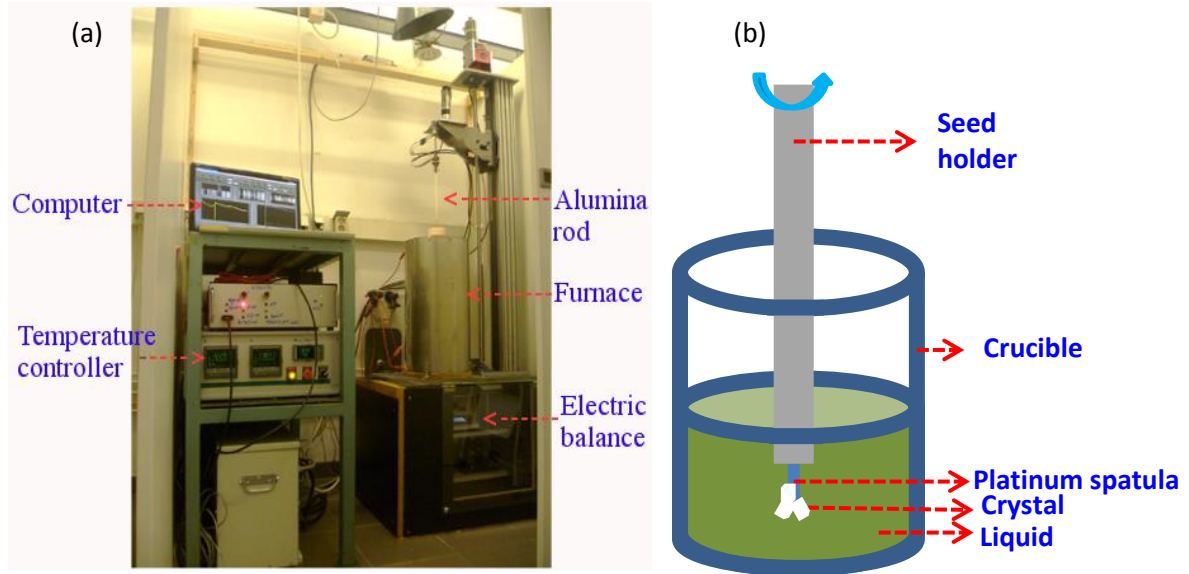 (a)
Computer
Temperature
controller
Alumina
rod
Furnace
Electric
balance
(b)
Seed
holder
Crucible
Platinum spatula
Crystal
Liquid